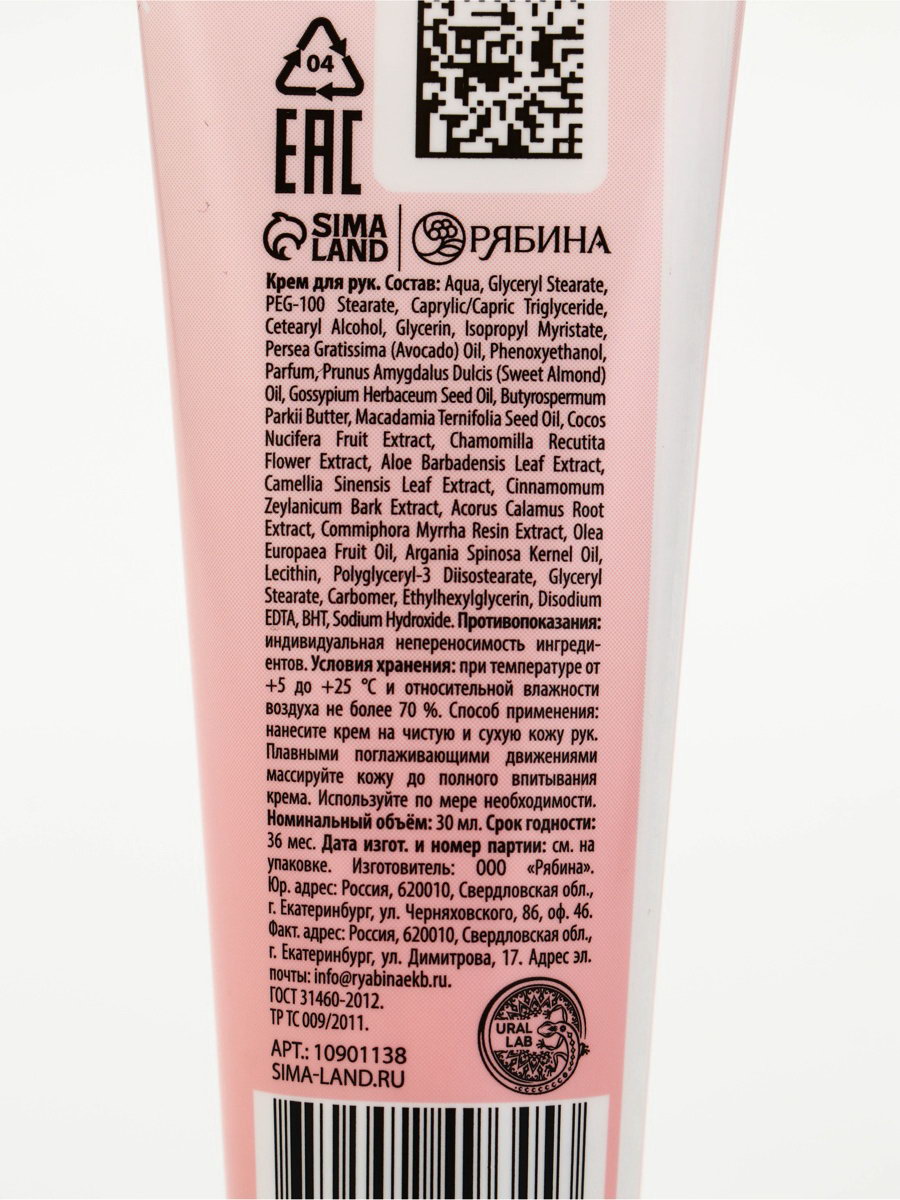 04
EAC
SIMA
LAND
РЯБИНА
Крем для рук. Состав: Aqua, Glyceryl Stearate,
PEG-100 Stearate, Caprylic/Capric Triglyceride,
Cetearyl Alcohol, Glycerin, Isopropyl Myristate,
Persea Gratissima (Avocado) Oil, Phenoxyethanol,
Parfum, Prunus Amygdalus Dulcis (Sweet Almond)
Oil, Gossypium Herbaceum Seed Oil, Butyrospermum
Parkii Butter, Macadamia Ternifolia Seed Oil, Cocos
Nucifera Fruit Extract, Chamomilla Recutita
Flower Extract, Aloe Barbadensis Leaf Extract,
Camellia Sinensis Leaf Extract, Cinnamomum
Zeylanicum Bark Extract, Acorus Calamus Root
Extract, Commiphora Myrrha Resin Extract, Olea
Europaea Fruit Oil, Argania Spinosa Kernel Oil,
Lecithin, Polyglyceryl-3 Diisostearate, Glyceryl
Stearate, Carbomer, Ethylhexylglycerin, Disodium
EDTA, BHT, Sodium Hydroxide. Противопоказания:
индивидуальная непереносимость ингреди-
ентов. Условия хранения: при температуре от
+5 до +25 °С и относительной влажности
воздуха не более 70 %. Способ применения:
нанесите крем на чистую и сухую кожу рук.
Плавными поглаживающими движениями
массируйте кожу до полного впитывания
крема. Используйте по мере необходимости.
Номинальный объём: 30 мл. Срок годности:
36 мес. Дата изгот. и номер партии: см. на
упаковке. Изготовитель: ООО «Рябина».
Юр. адрес: Россия, 620010, Свердловская обл.,
г. Екатеринбург, ул. Черняховского, 86, оф. 46.
Факт. адрес: Россия, 620010, Свердловская обл.,
г. Екатеринбург, ул. Димитрова, 17. Адрес эл.
почты: info@ryabinaekb.ru.
ГОСТ 31460-2012.
ТР ТС 009/2011.
URAL
LAB
АРТ.: 10901138
SIMA-LAND.RU